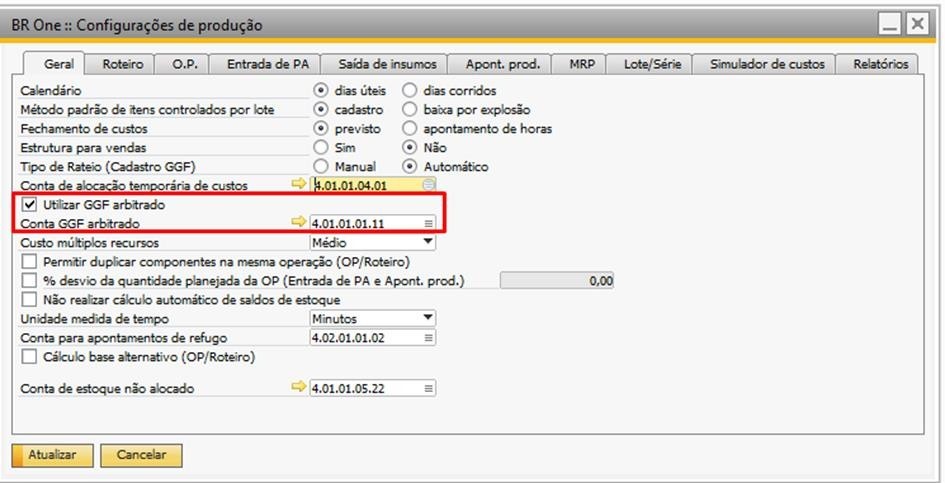 BR One :: Configurações de produção
Geral Roteiro O.P. Entrada de PA Saída de insumos Apont. prod. MRP Lote/Série Simulador de custos Relatórios
Calendário dias úteis dias corridos
Método padrão de itens controlados por lote cadastro baixa por explosão
Fechamento de custos previsto apontamento de horas
Estrutura para vendas Sim Não
Tipo de Rateio (Cadastro GGF) Manual Automático
Conta de alocação temporária de custos 4.01.01.04.01
Utilizar GGF arbitrado
Conta GGF arbitrado 4.01.01.01.11
Custo múltiplos recursos Médio
Permitir duplicar componentes na mesma operação (OP/Roteiro)
% desvio da quantidade planejada da OP (Entrada de PA e Apont. prod.) 0,00
Não realizar cálculo automático de saldos de estoque
Unidade medida de tempo Minutos
Conta para apontamentos de refugo 4.02.01.01.02
Cálculo base alternativo (OP/Roteiro)
Conta de estoque não alocado 4.01.01.05.22
Atualizar Cancelar